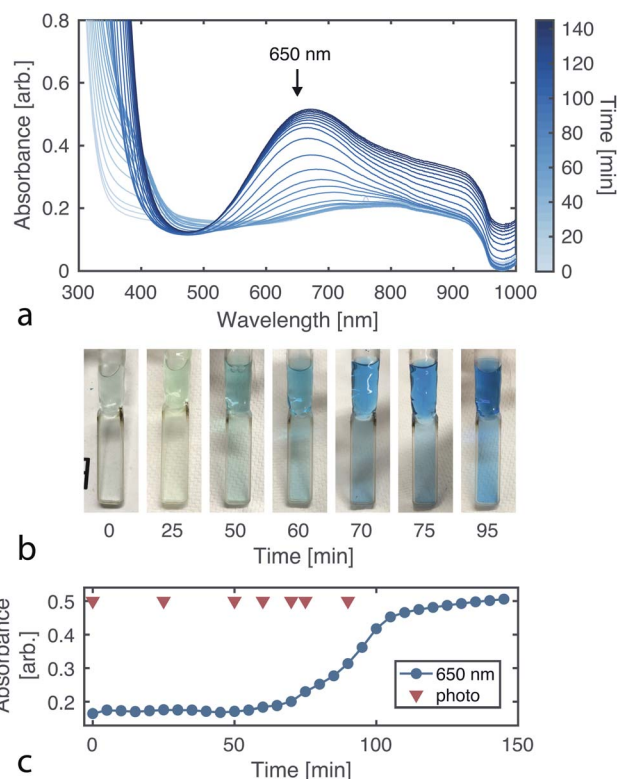 0.8
0.6
0.4
0.2
0
Absorbance [arb.]
650 nm
300 400 500 600 700 800 900 1000
Wavelength [nm]
140
120
100
80
60
40
20
0
Time [min]
a
0 25 50 60 70 75 95
Time [min]
b
0.5
0.4
0.3
0.2
Absorbance
[arb.]
650 nm
photo
0 50 100 150
Time [min]
c